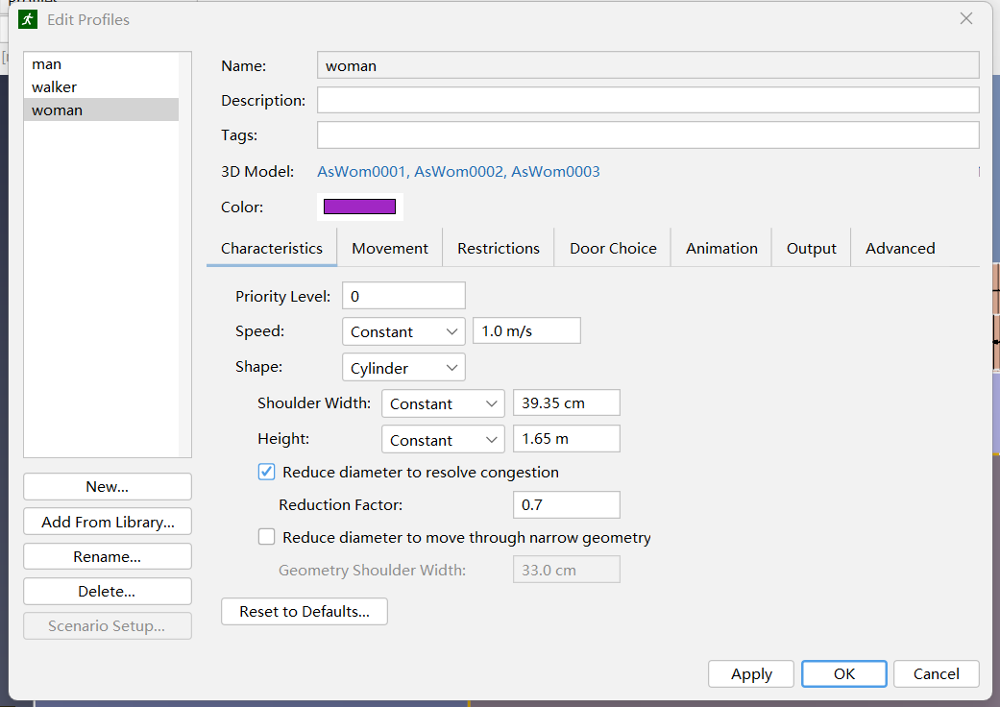 Edit Profiles
man
walker
woman
Name: woman
Description:
Tags:
3D Model: AsWom0001, AsWom0002, AsWom0003
Color:
Characteristics Movement Restrictions Door Choice Animation Output Advanced
Priority Level: 0
Speed: Constant 1.0 m/s
Shape: Cylinder
Shoulder Width: Constant 39.35 cm
Height: Constant 1.65 m
Reduce diameter to resolve congestion
Reduction Factor: 0.7
Reduce diameter to move through narrow geometry
Geometry Shoulder Width: 33.0 cm
New...
Add From Library...
Rename...
Delete...
Scenario Setup...
Reset to Defaults...
Apply OK Cancel